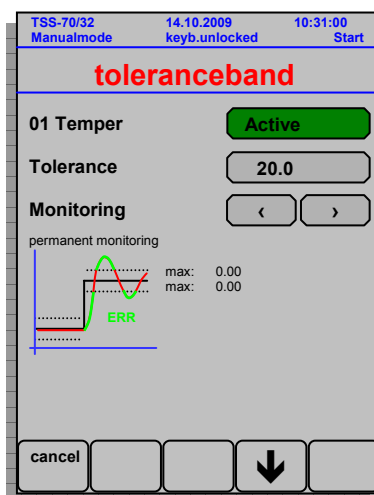 TSS-70/32 14.10.2009 10:31:00
Manualmode keyb.unlocked Start
toleranceband
01 Temper Active
Tolerance 20.0
Monitoring ‹ ›
permanent monitoring
max: 0.00
max: 0.00
ERR
cancel